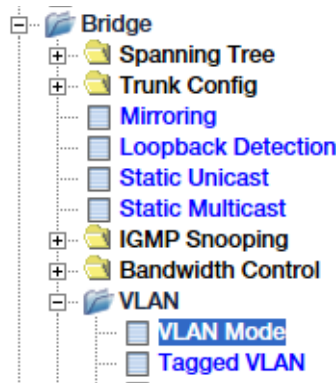 Bridge
Spanning Tree
Trunk Config
Mirroring
Loopback Detection
Static Unicast
Static Multicast
IGMP Snooping
Bandwidth Control
VLAN
VLAN Mode
Tagged VLAN